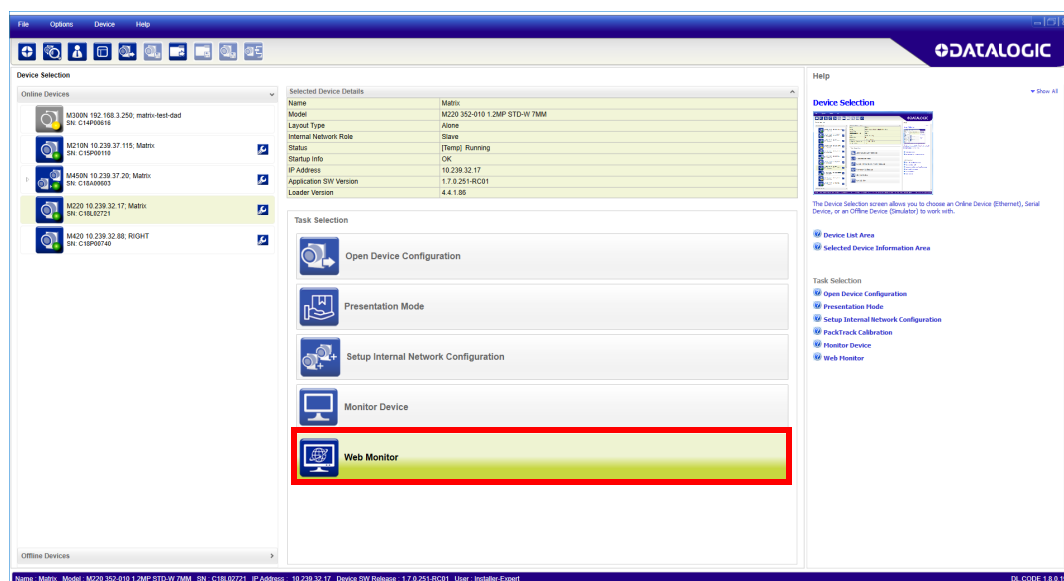 File Options Device Help
DATALOGIC
Device Selection
Online Devices
M300N 192.168.3.250; matrix-test-dad
SN: C14P00616
M210N 10.239.37.115; Matrix
SN: C15P00110
M450N 10.239.37.20; Matrix
SN: C18A00603
M220 10.239.32.17; Matrix
SN: C18L02721
M420 10.239.32.88; RIGHT
SN: C18P00740
Offline Devices
Selected Device Details
Name Matrix
Model M220 352-010 1.2MP STD-W 7MM
Layout Type Alone
Internal Network Role Slave
Status [Temp] Running
Startup Info OK
IP Address 10.239.32.17
Application SW Version 1.7.0.251-RC01
Loader Version 4.4.1.86
Task Selection
Open Device Configuration
Presentation Mode
Setup Internal Network Configuration
Monitor Device
Web Monitor
Help
Show All
Device Selection
The Device Selection screen allows you to choose an Online Device (Ethernet), Serial
Device, or an Offline Device (Simulator) to work with.
Device List Area
Selected Device Information Area
Task Selection
Open Device Configuration
Presentation Mode
Setup Internal Network Configuration
PackTrack Calibration
Monitor Device
Web Monitor
Name : Matrix Model : M220 352-010 1.2MP STD-W 7MM SN : C18L02721 IP Address : 10.239.32.17 Device SW Release : 1.7.0.251-RC01 User : Installer-Expert DL.CODE